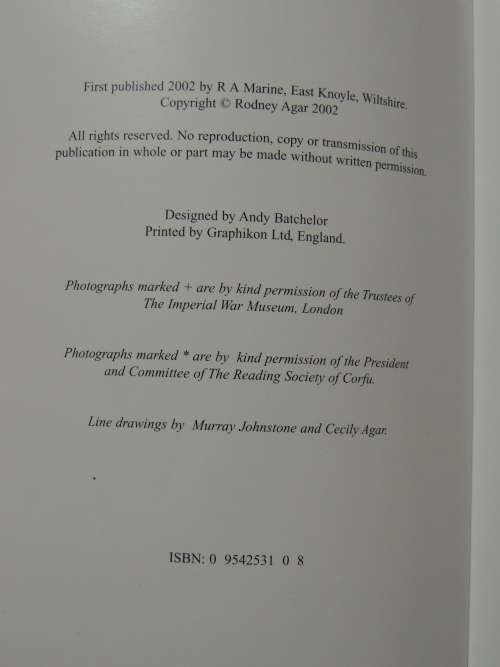 First published 2002 by R A Marine, East Knoyle, Wiltshire.
Copyright © Rodney Agar 2002
All rights reserved. No reproduction, copy or transmission of this
publication in whole or part may be made without written permission.
Designed by Andy Batchelor
Printed by Graphikon Ltd, England.
Photographs marked + are by kind permission of the Trustees of
The Imperial War Museum, London
Photographs marked * are by kind permission of the President
and Committee of The Reading Society of Corfu.
Line drawings by Murray Johnstone and Cecily Agar.
ISBN: 0 9542531 0 8